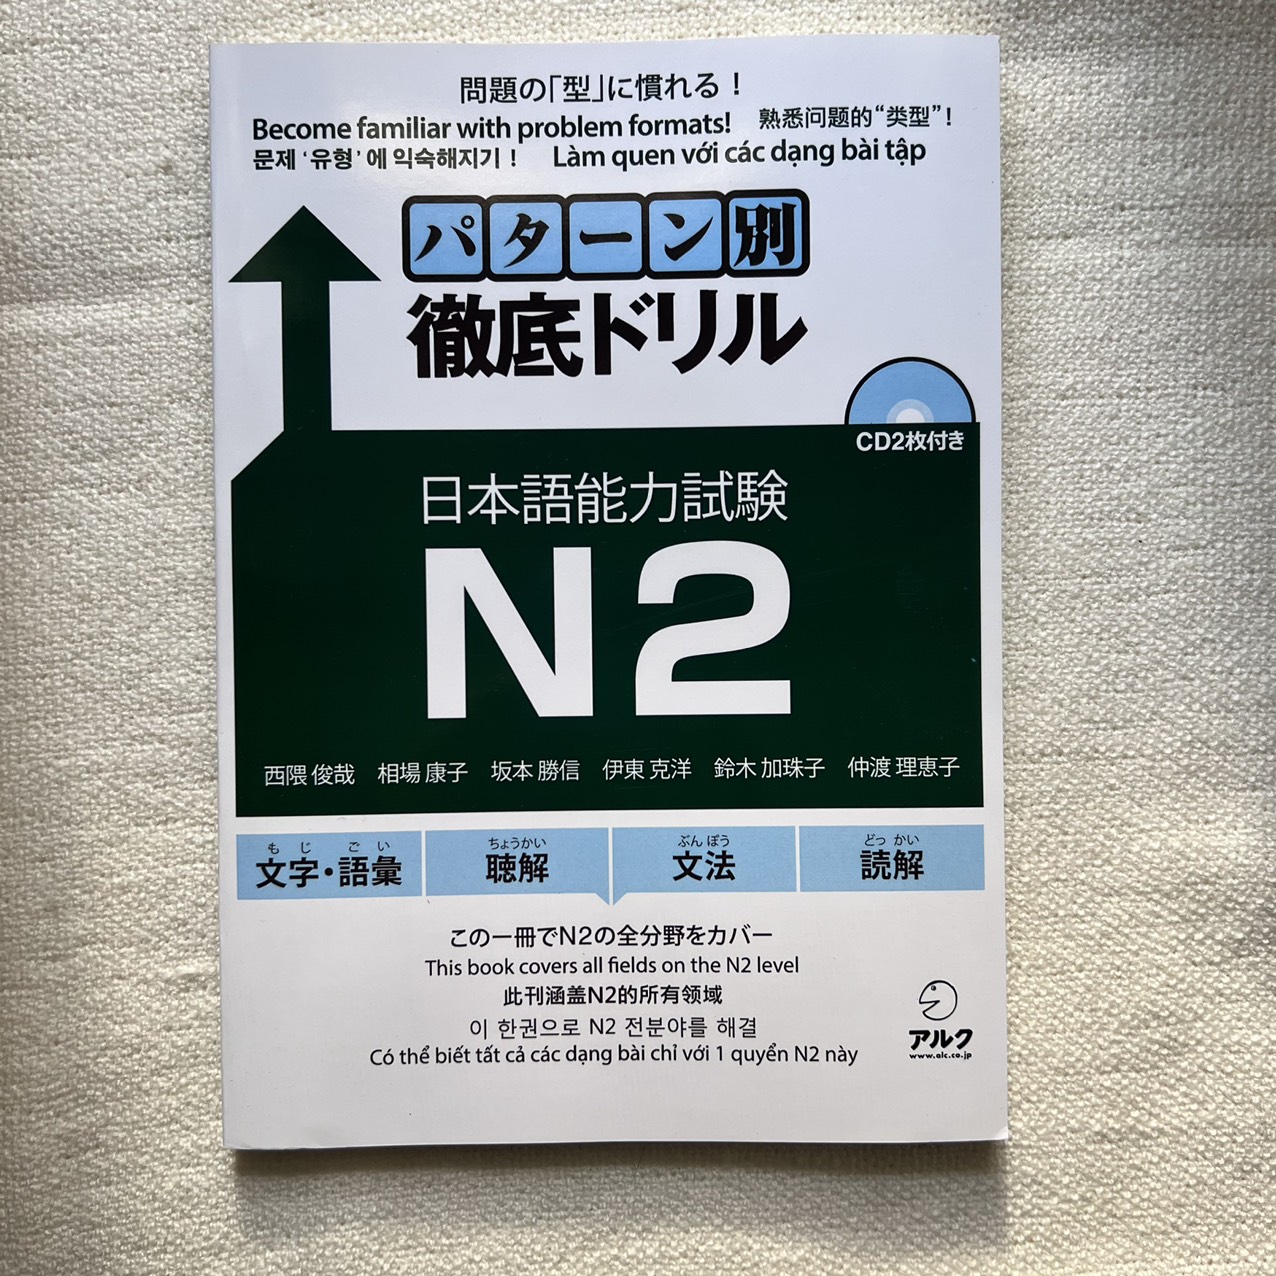 問題の「型」に慣れる！
Become familiar with problem formats! 熟悉问题的“类型”！
문제 ‘유형’ 에 익숙해지기 ! Làm quen với các dạng bài tập
パターン別
徹底ドリル
CD2枚付き
日本語能力試験
N2
西隈 俊哉 相場 康子 坂本 勝信 伊東 克洋 鈴木 加珠子 仲渡 理恵子
もじ ごい ちょうかい ぶんぽう どっかい
文字・語彙 聴解 文法 読解
この一冊でN2の全分野をカバー
This book covers all fields on the N2 level
此刊涵盖N2的所有领域
이 한권으로 N2 전분야를 해결
Có thể biết tất cả các dạng bài chỉ với 1 quyển N2 này
アルク
www.alc.co.jp